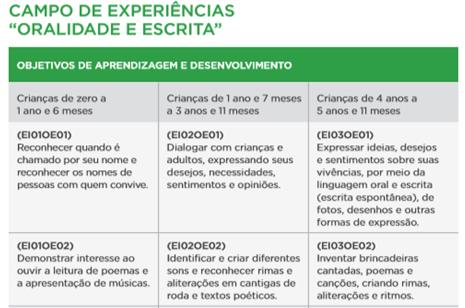 CAMPO DE EXPERIÊNCIAS
“ORALIDADE E ESCRITA”
OBJETIVOS DE APRENDIZAGEM E DESENVOLVIMENTO
Crianças de zero a
1 ano e 6 meses
Crianças de 1 ano e 7 meses
a 3 anos e 11 meses
Crianças de 4 anos a
5 anos e 11 meses
(EI01OE01)
Reconhecer quando é
chamado por seu nome e
reconhecer os nomes de
pessoas com quem convive.
(EI02OE01)
Dialogar com crianças e
adultos, expressando seus
desejos, necessidades,
sentimentos e opiniões.
(EI03OE01)
Expressar ideias, desejos
e sentimentos sobre suas
vivências, por meio da
linguagem oral e escrita
(escrita espontânea), de
fotos, desenhos e outras
formas de expressão.
(EI01OE02)
Demonstrar interesse ao
ouvir a leitura de poemas e
a apresentação de músicas.
(EI02OE02)
Identificar e criar diferentes
sons e reconhecer rimas e
aliterações em cantigas de
roda e textos poéticos.
(EI03OE02)
Inventar brincadeiras
cantadas, poemas e
canções, criando rimas,
aliterações e ritmos.